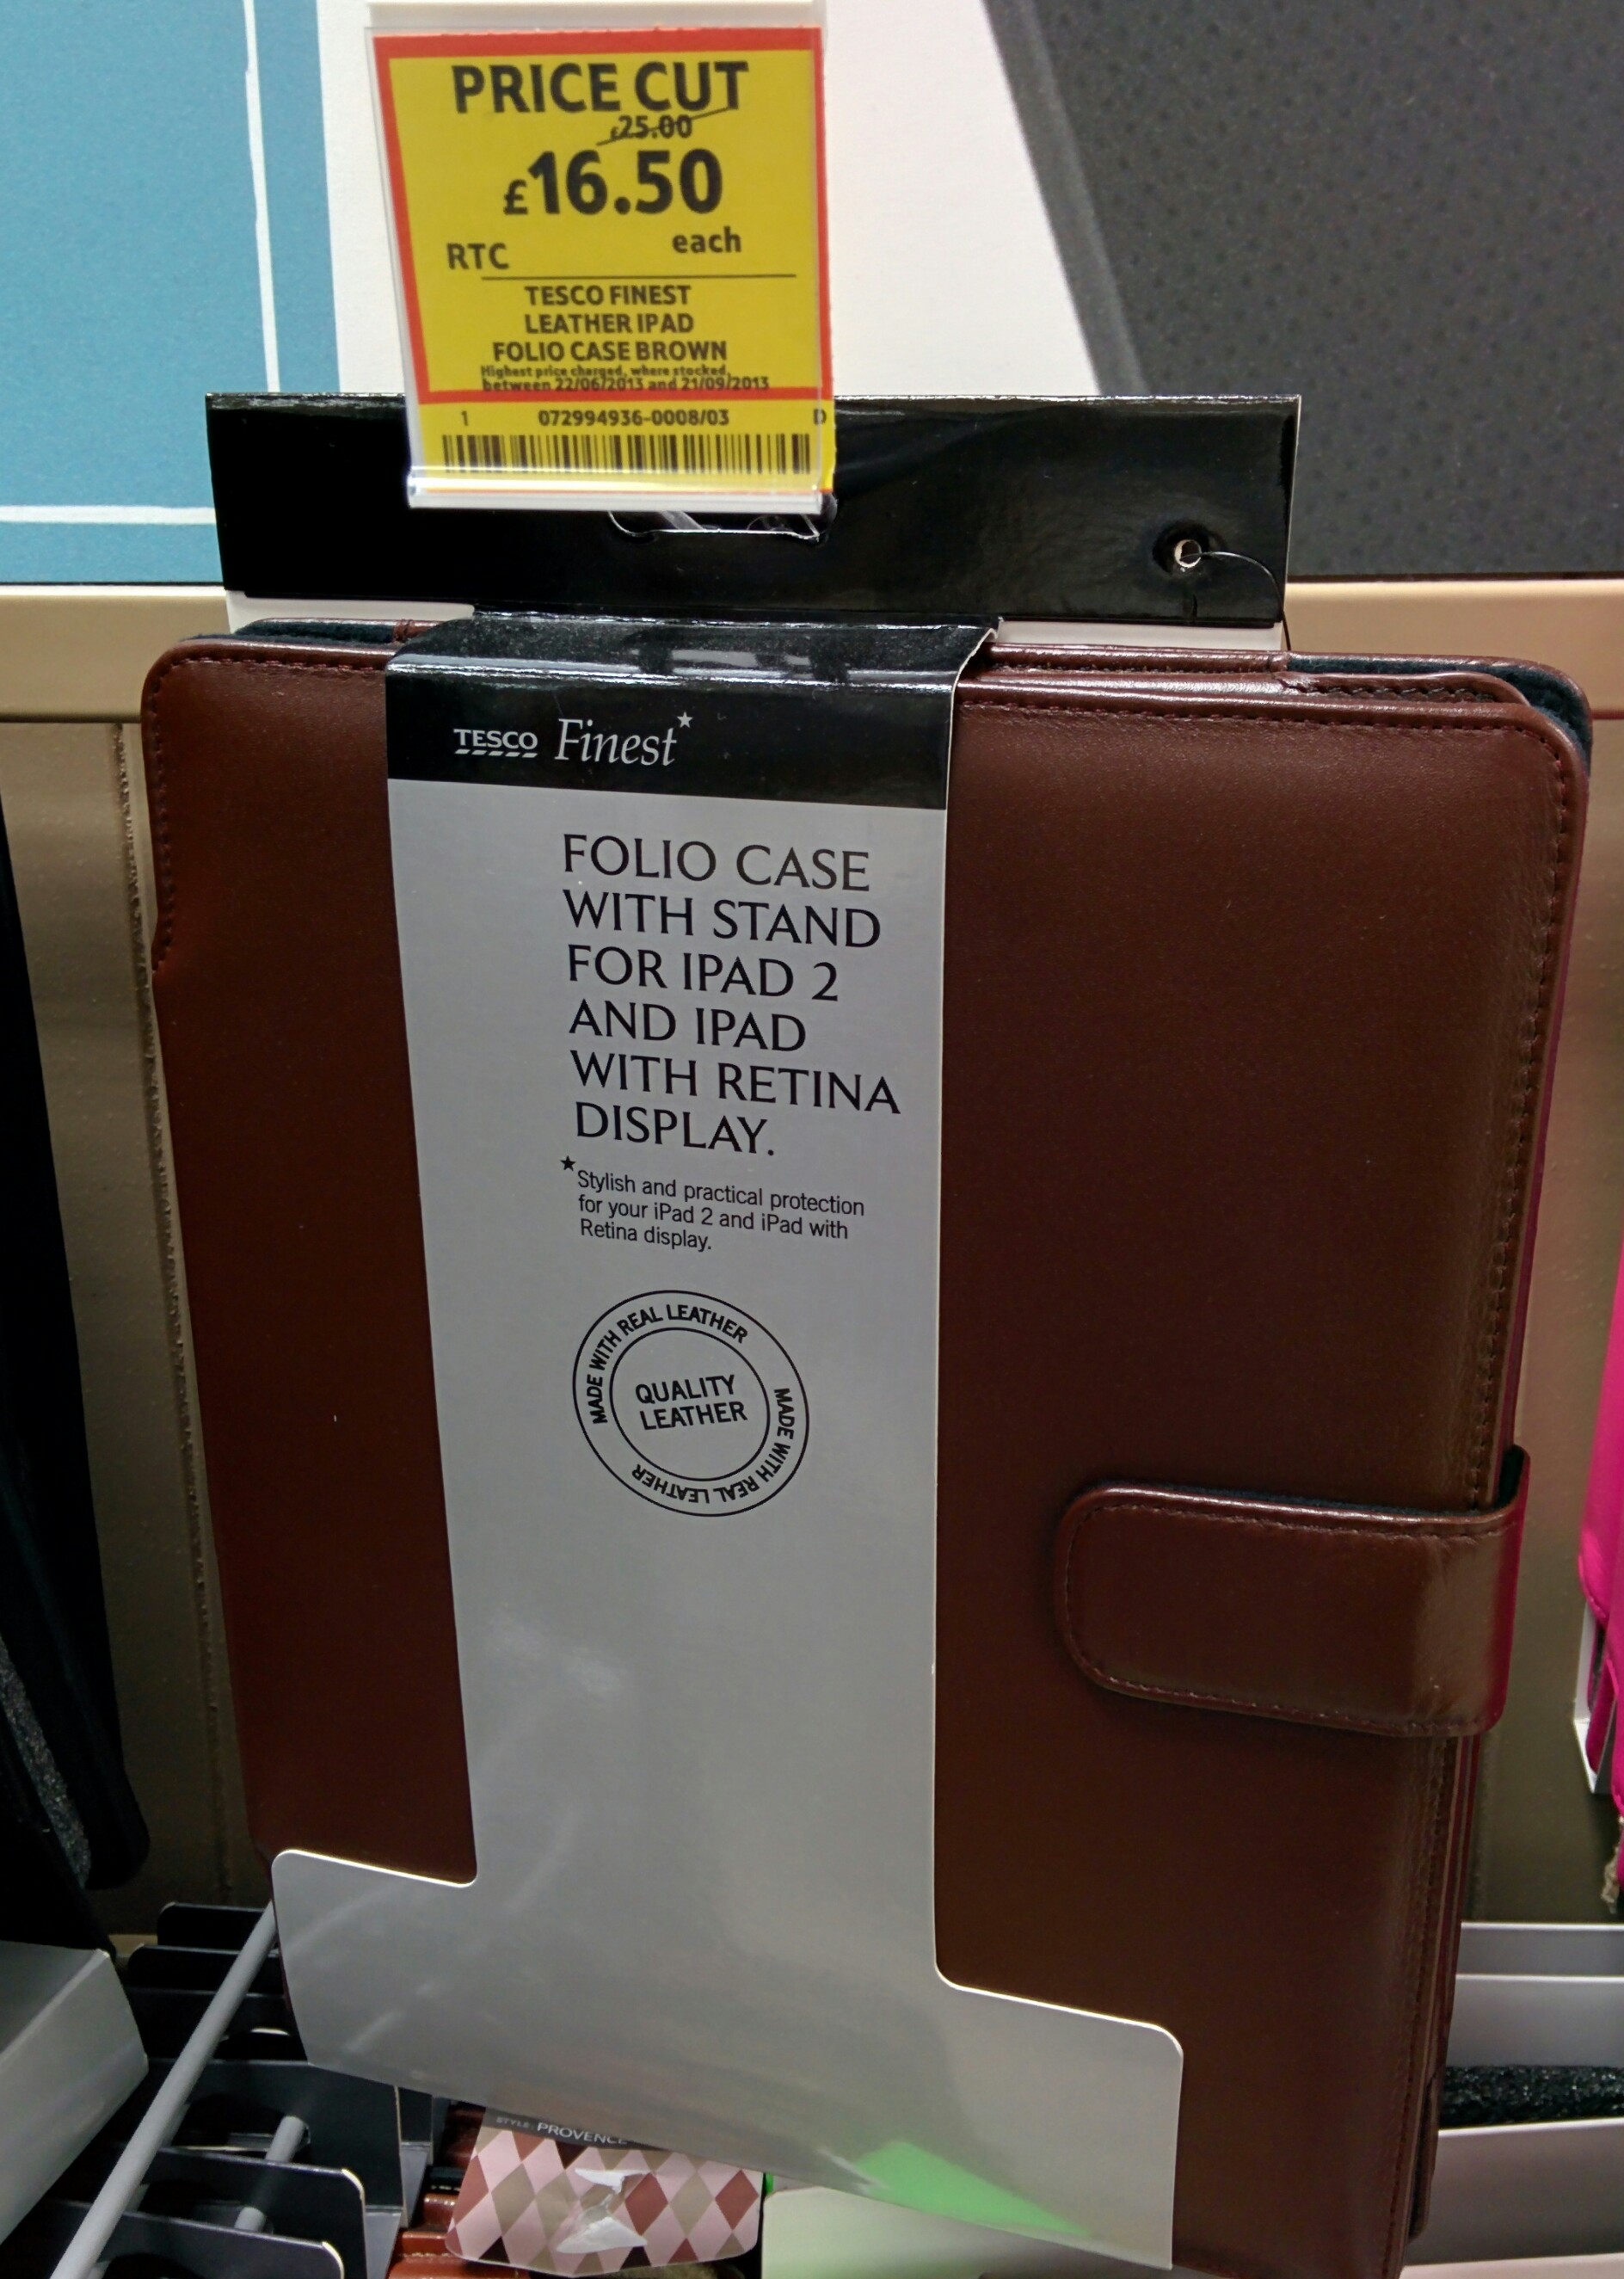 PRICE CUT
£25.00
£16.50
each
RTC
TESCO FINEST
LEATHER IPAD
FOLIO CASE BROWN
Highest price charged, where stocked,
between 22/06/2013 and 21/09/2013
1 072994936-0008/03 D
TESCO Finest*
FOLIO CASE
WITH STAND
FOR IPAD 2
AND IPAD
WITH RETINA
DISPLAY.
*Stylish and practical protection
for your iPad 2 and iPad with
Retina display.
MADE WITH REAL LEATHER
MADE WITH REAL LEATHER
QUALITY
LEATHER
STYLE: PROVENCE